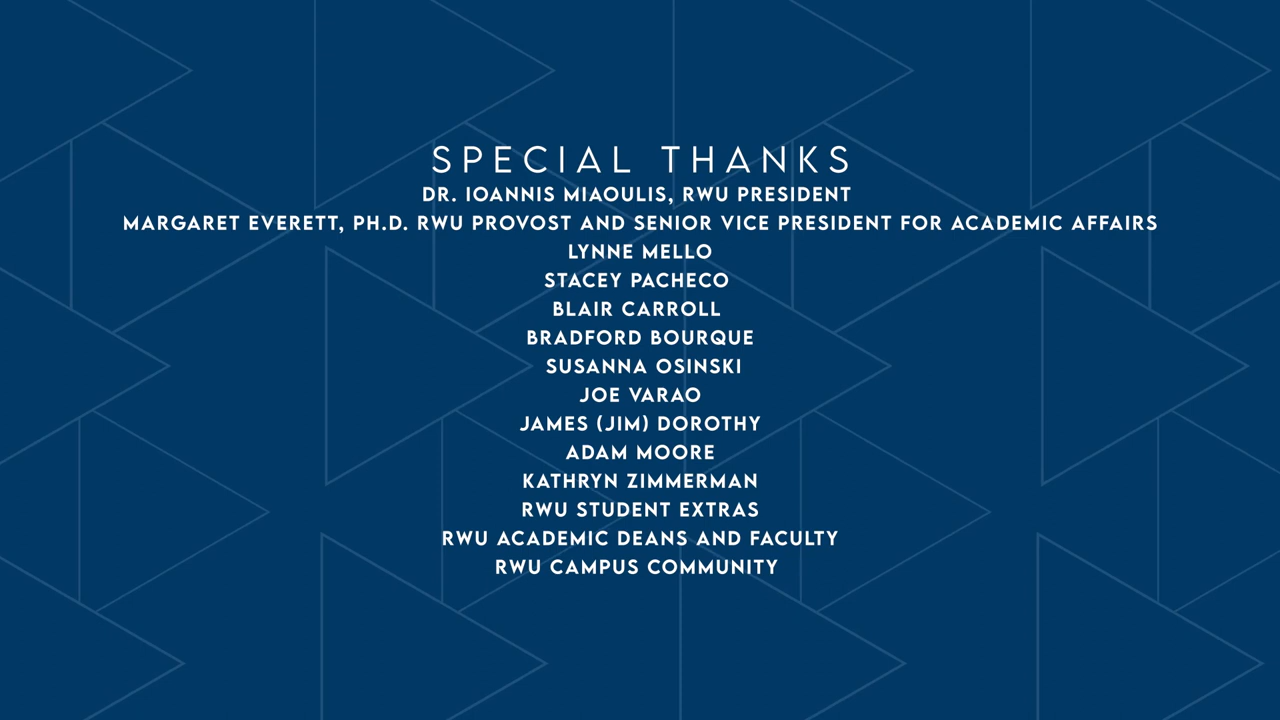 SPECIAL THANKS
DR. IOANNIS MIAOULIS, RWU PRESIDENT
MARGARET EVERETT, PH.D. RWU PROVOST AND SENIOR VICE PRESIDENT FOR ACADEMIC AFFAIRS
LYNNE MELLO
STACEY PACHECO
BLAIR CARROLL
BRADFORD BOURQUE
SUSANNA OSINSKI
JOE VARAO
JAMES (JIM) DOROTHY
ADAM MOORE
KATHRYN ZIMMERMAN
RWU STUDENT EXTRAS
RWU ACADEMIC DEANS AND FACULTY
RWU CAMPUS COMMUNITY